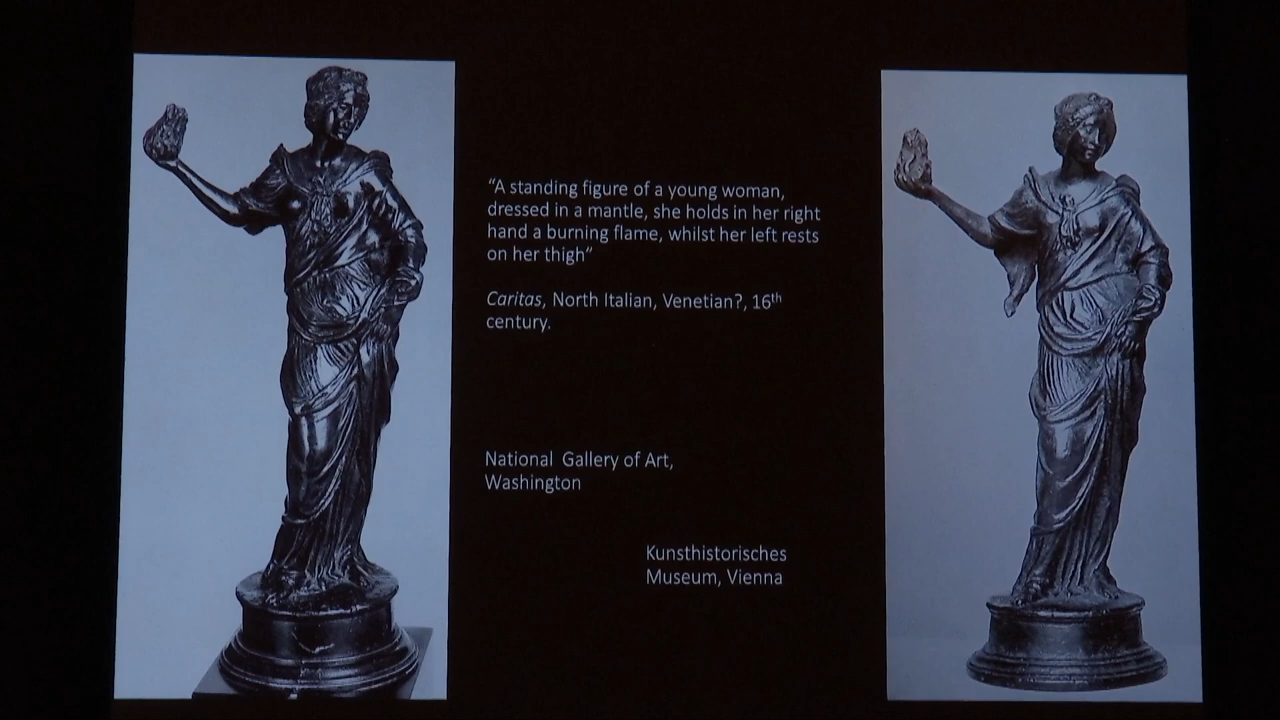 “A standing figure of a young woman,
dressed in a mantle, she holds in her right
hand a burning flame, whilst her left rests
on her thigh“
Caritas, North Italian, Venetian?, 16th
century.
National Gallery of Art,
Washington
Kunsthistorisches
Museum, Vienna